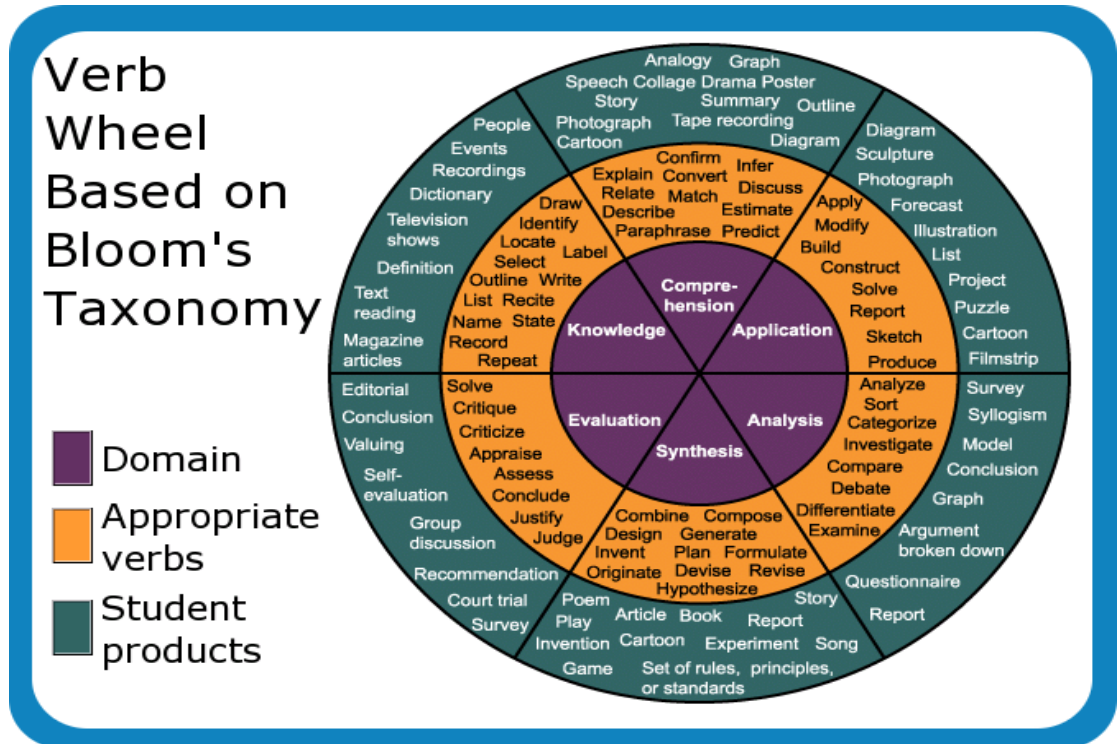 Verb
Wheel
Based on
Bloom's
Taxonomy
Domain
Appropriate
verbs
Student
products
Knowledge
Compre-
hension
Application
Analysis
Synthesis
Evaluation
Draw
Identify
Locate
Label
Select
Outline Write
List Recite
Name State
Record
Repeat
People
Events
Recordings
Dictionary
Television
shows
Definition
Text
reading
Magazine
articles
Confirm
Infer
Explain Convert
Discuss
Relate Match
Describe Estimate
Paraphrase Predict
Analogy Graph
Speech Collage Drama Poster
Story Summary Outline
Photograph Tape recording
Cartoon Diagram
Apply
Modify
Build
Construct
Solve
Report
Sketch
Produce
Diagram
Sculpture
Photograph
Forecast
Illustration
List
Project
Puzzle
Cartoon
Filmstrip
Analyze
Sort
Categorize
Investigate
Compare
Debate
Differentiate
Examine
Survey
Syllogism
Model
Conclusion
Graph
Argument
broken down
Questionnaire
Report
Combine Compose
Design Generate
Invent Plan Formulate
Originate Devise Revise
Hypothesize
Story
Poem
Article Book
Play Report
Invention Cartoon Experiment Song
Game Set of rules, principles,
or standards
Solve
Critique
Criticize
Appraise
Assess
Conclude
Justify
Judge
Editorial
Conclusion
Valuing
Self-
evaluation
Group
discussion
Recommendation
Court trial
Survey